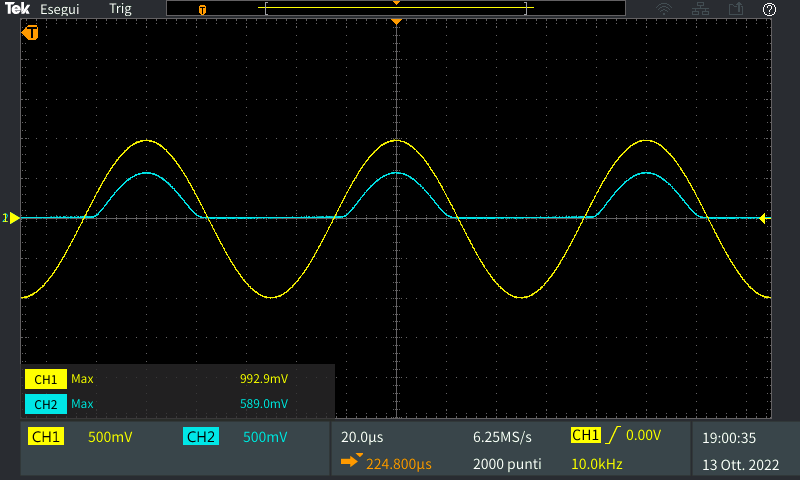 Tek Esegui Trig T ?
T
1
CH1 Max 992.9mV
CH2 Max 589.0mV
CH1 500mV CH2 500mV 20.0µs 6.25MS/s CH1 0.00V 19:00:35
224.800µs 2000 punti 10.0kHz 13 Ott. 2022